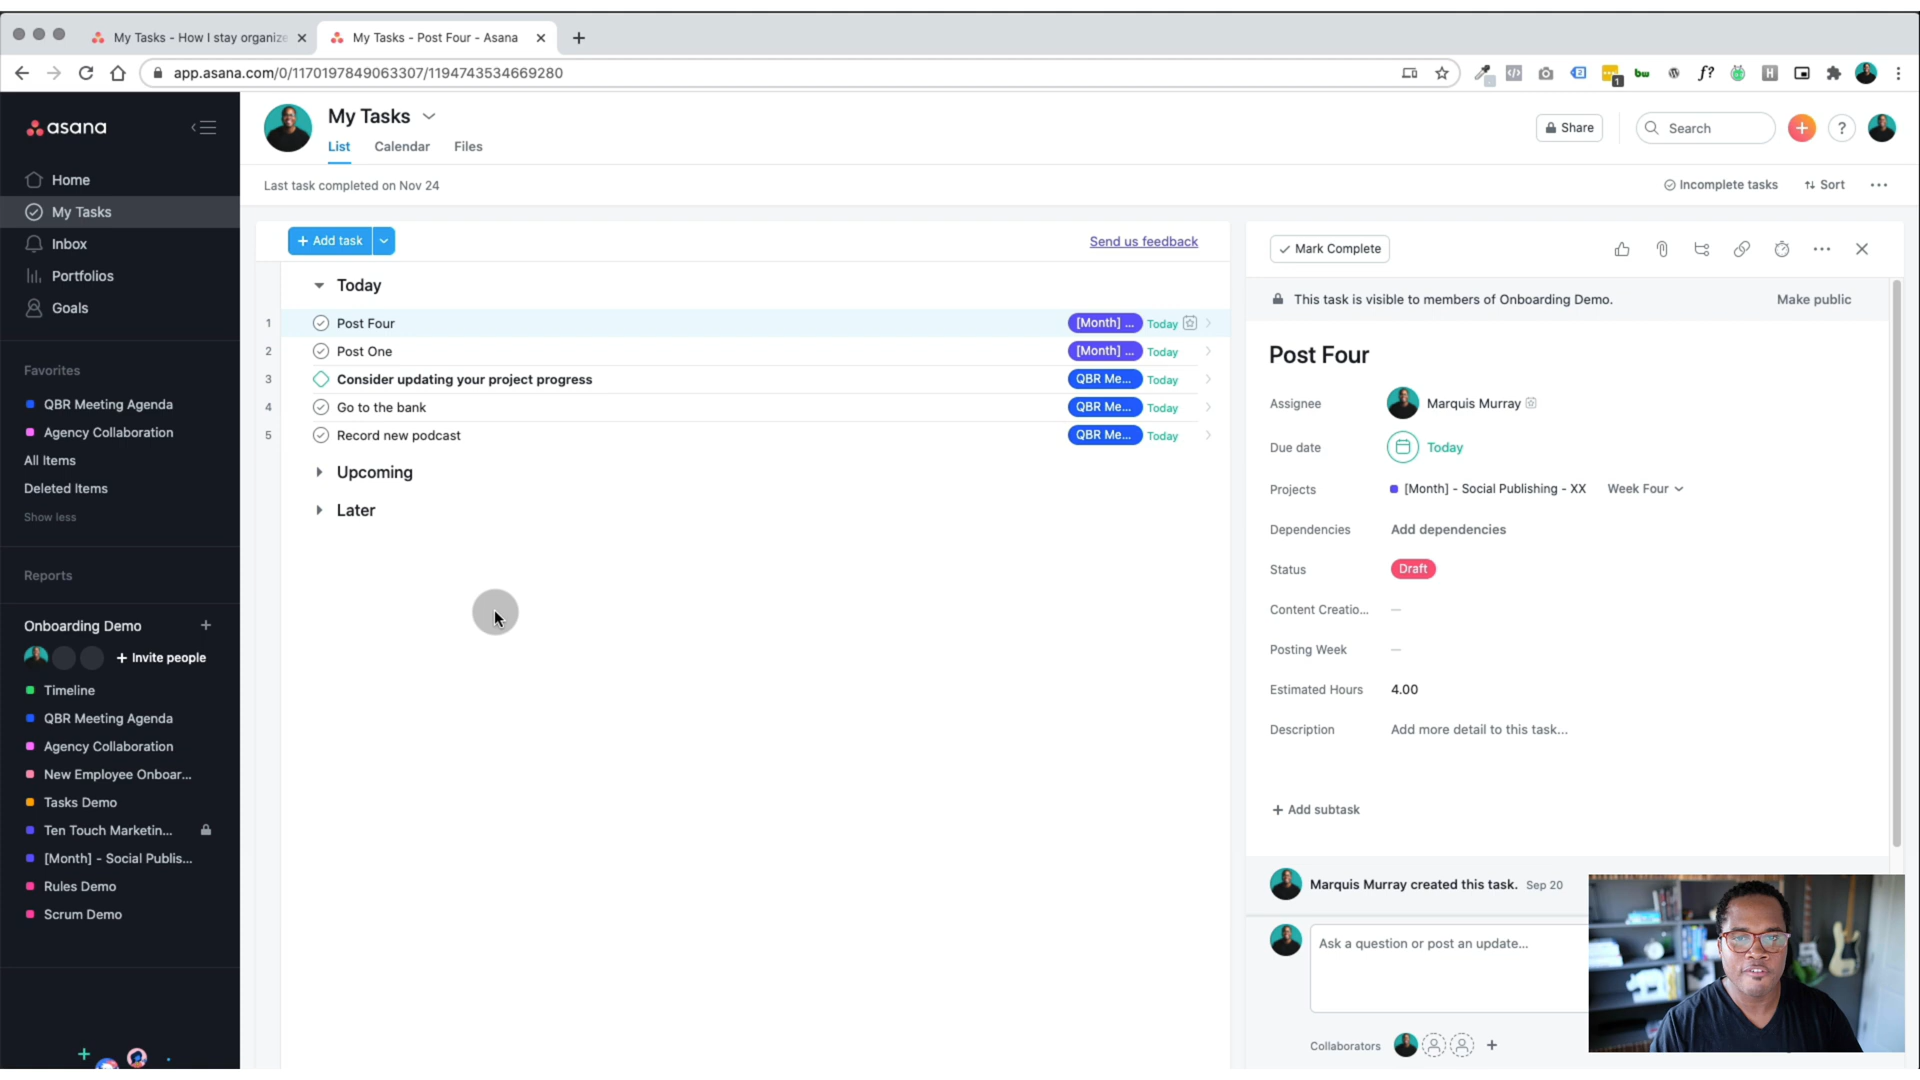 My Tasks - How I stay organize
My Tasks - Post Four - Asana
app.asana.com/0/1170197849063307/1194743534669280
1
bw
f?
H
asana
Home
My Tasks
Inbox
Portfolios
Goals
Favorites
QBR Meeting Agenda
Agency Collaboration
All Items
Deleted Items
Show less
Reports
Onboarding Demo
Invite people
Timeline
QBR Meeting Agenda
Agency Collaboration
New Employee Onboar...
Tasks Demo
Ten Touch Marketin...
[Month] - Social Publis...
Rules Demo
Scrum Demo
My Tasks
List Calendar Files
Share
Search
?
Last task completed on Nov 24
Incomplete tasks
Sort
+ Add task
Send us feedback
Today
1 Post Four [Month] ... Today
2 Post One [Month] ... Today
3 Consider updating your project progress QBR Me... Today
4 Go to the bank QBR Me... Today
5 Record new podcast QBR Me... Today
Upcoming
Later
Mark Complete
This task is visible to members of Onboarding Demo.
Make public
Post Four
Assignee Marquis Murray
Due date Today
Projects [Month] - Social Publishing - XX Week Four
Dependencies Add dependencies
Status Draft
Content Creatio... —
Posting Week —
Estimated Hours 4.00
Description Add more detail to this task...
+ Add subtask
Marquis Murray created this task. Sep 20
Ask a question or post an update...
Collaborators